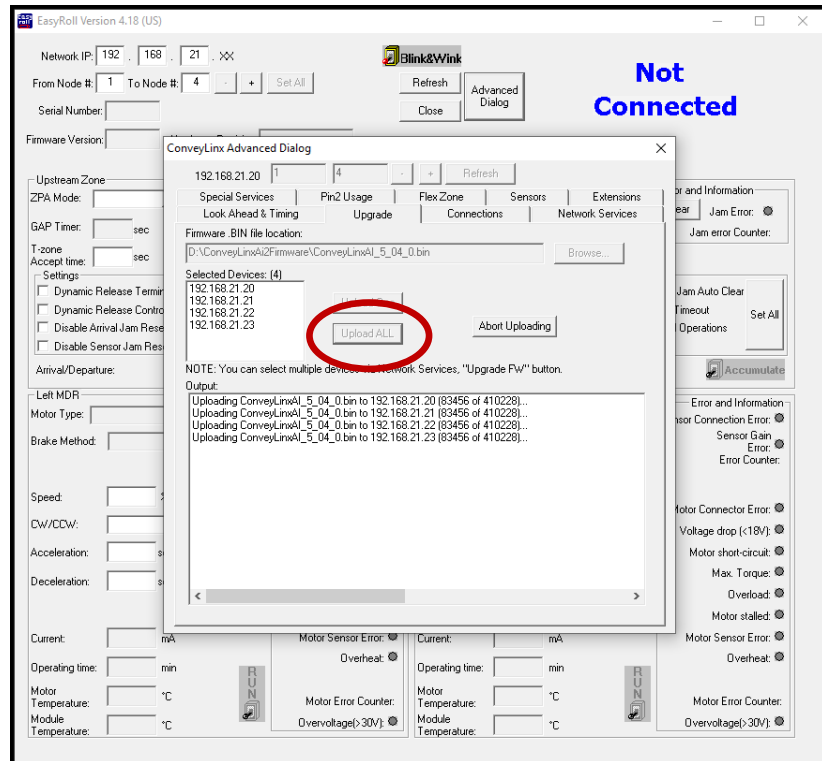 EasyRoll Version 4.18 (US)
Network IP: 192 . 168 . 21 . XX
Blink&Wink
From Node #: 1 To Node #: 4 - + Set All
Refresh
Advanced Dialog
Not Connected
Serial Number:
Close
Firmware Version:
ConveyLinx Advanced Dialog
192.168.21.20 1 4 - + Refresh
Special Services Pin2 Usage Flex Zone Sensors Extensions
Look Ahead & Timing Upgrade Connections Network Services
Firmware .BIN file location:
D:\ConveyLinxAi2Firmware\ConveyLinxAI_5_04_0.bin Browse...
Selected Devices: (4)
192.168.21.20
192.168.21.21
192.168.21.22
192.168.21.23
Upload ALL
Abort Uploading
NOTE: You can select multiple devices via Network Services, "Upgrade FW" button.
Output:
Uploading ConveyLinxAI_5_04_0.bin to 192.168.21.20 (83456 of 410228)...
Uploading ConveyLinxAI_5_04_0.bin to 192.168.21.21 (83456 of 410228)...
Uploading ConveyLinxAI_5_04_0.bin to 192.168.21.22 (83456 of 410228)...
Uploading ConveyLinxAI_5_04_0.bin to 192.168.21.23 (83456 of 410228)...
Upstream Zone
ZPA Mode:
GAP Timer: sec
T-zone
Accept time: sec
Settings
Dynamic Release Termin
Dynamic Release Contro
Disable Arrival Jam Rese
Disable Sensor Jam Res
Arrival/Departure:
and Information
ear Jam Error:
Jam error Counter:
Jam Auto Clear
Timeout
Operations
Set All
Accumulate
Left MDR
Motor Type:
Brake Method:
Speed:
CW/CCW:
Acceleration:
Deceleration:
Error and Information
nsor Connection Error:
Sensor Gain
Error:
Error Counter:
Motor Connector Error:
Voltage drop (<18V):
Motor short-circuit:
Max. Torque:
Overload:
Motor stalled:
Current: mA Motor Sensor Error: Current: mA Motor Sensor Error:
Overheat: Overheat:
Operating time: min RUN Operating time: min RUN
Motor
Temperature: °C Motor Error Counter: Motor
Temperature: °C Motor Error Counter:
Module
Temperature: °C Overvoltage(>30V): Module
Temperature: °C Overvoltage(>30V):